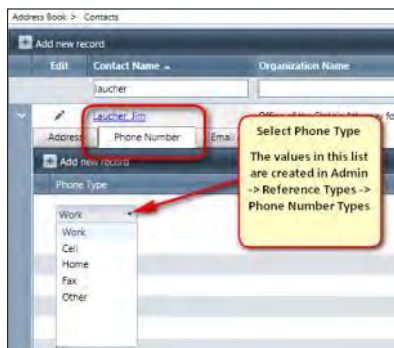 Address Book > Contacts
Add new record
Edit Contact Name Organization Name
laucher
Laucher, Jim Office of the
Address Phone Number Email
Add new record
Phone Type
Work
Work
Cell
Home
Fax
Other
Select Phone Type
The values in this list
are created in Admin
-> Reference Types ->
Phone Number Types